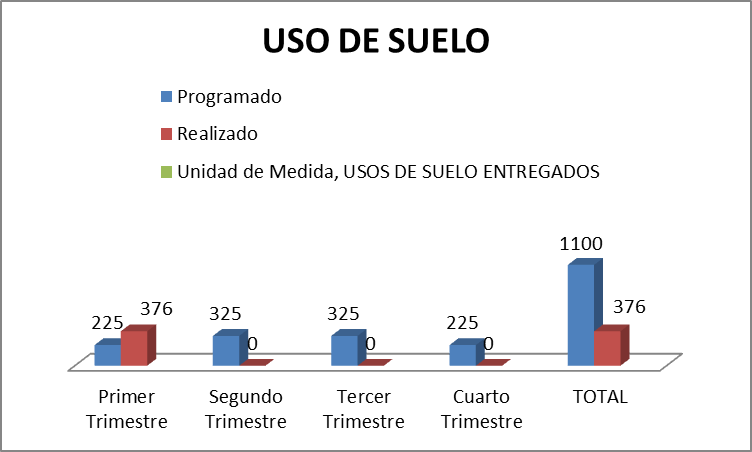 USO DE SUELO
Programado
Realizado
Unidad de Medida, USOS DE SUELO ENTREGADOS
225 376 325 0 325 0 225 0 1100 376
Primer Trimestre
Segundo Trimestre
Tercer Trimestre
Cuarto Trimestre
TOTAL